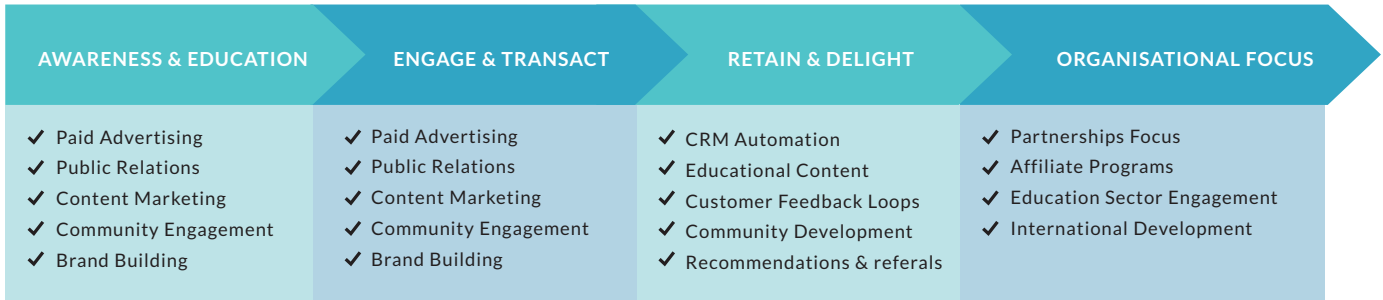 AWARENESS & EDUCATION
ENGAGE & TRANSACT
RETAIN & DELIGHT
ORGANISATIONAL FOCUS
Paid Advertising
Public Relations
Content Marketing
Community Engagement
Brand Building
Paid Advertising
Public Relations
Content Marketing
Community Engagement
Brand Building
CRM Automation
Educational Content
Customer Feedback Loops
Community Development
Recommendations & referals
Partnerships Focus
Affiliate Programs
Education Sector Engagement
International Development